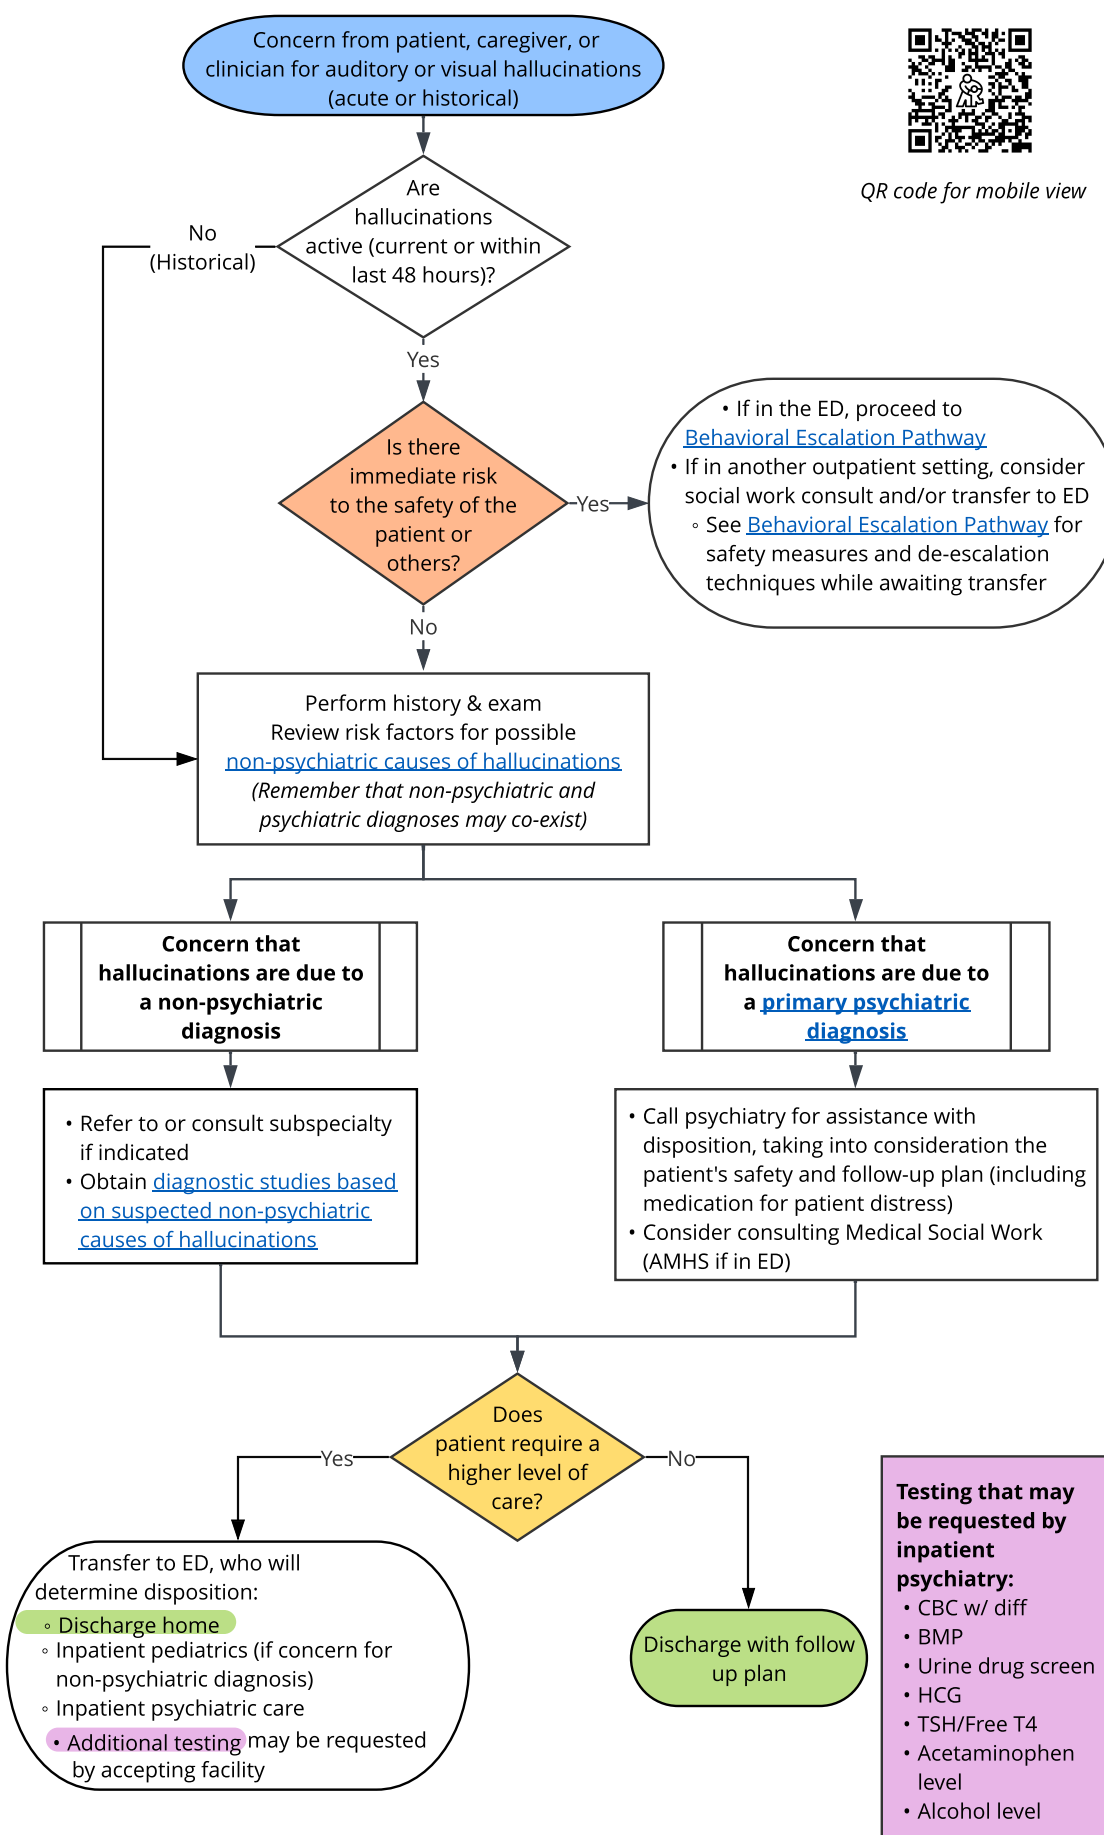 Concern from patient, caregiver, or
clinician for auditory or visual hallucinations
(acute or historical)
QR code for mobile view
Are
hallucinations
active (current or within
last 48 hours)?
No
(Historical)
Yes
Is there
immediate risk
to the safety of the
patient or
others?
Yes
• If in the ED, proceed to
Behavioral Escalation Pathway
• If in another outpatient setting, consider
social work consult and/or transfer to ED
◦ See Behavioral Escalation Pathway for
safety measures and de-escalation
techniques while awaiting transfer
No
Perform history & exam
Review risk factors for possible
non-psychiatric causes of hallucinations
(Remember that non-psychiatric and
psychiatric diagnoses may co-exist)
Concern that
hallucinations are due to
a non-psychiatric
diagnosis
Concern that
hallucinations are due to
a primary psychiatric
diagnosis
• Refer to or consult subspecialty
if indicated
• Obtain diagnostic studies based
on suspected non-psychiatric
causes of hallucinations
• Call psychiatry for assistance with
disposition, taking into consideration the
patient's safety and follow-up plan (including
medication for patient distress)
• Consider consulting Medical Social Work
(AMHS if in ED)
Does
patient require a
higher level of
care?
Yes
No
Transfer to ED, who will
determine disposition:
◦ Discharge home
◦ Inpatient pediatrics (if concern for
non-psychiatric diagnosis)
◦ Inpatient psychiatric care
• Additional testing may be requested
by accepting facility
Discharge with follow
up plan
Testing that may
be requested by
inpatient
psychiatry:
• CBC w/ diff
• BMP
• Urine drug screen
• HCG
• TSH/Free T4
• Acetaminophen
level
• Alcohol level